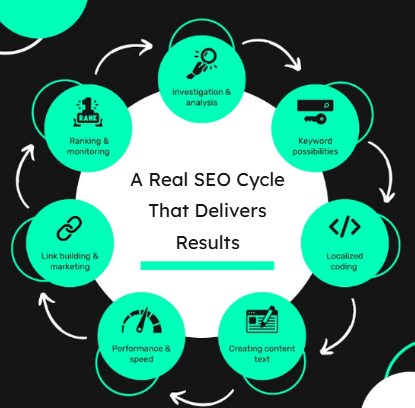 investigation &
analysis
1
RANK
Ranking &
monitoring
Keyword
possibilities
A Real SEO Cycle
That Delivers
Results
Link building &
marketing
</>
Localized
coding
Performance &
speed
Creating content
text